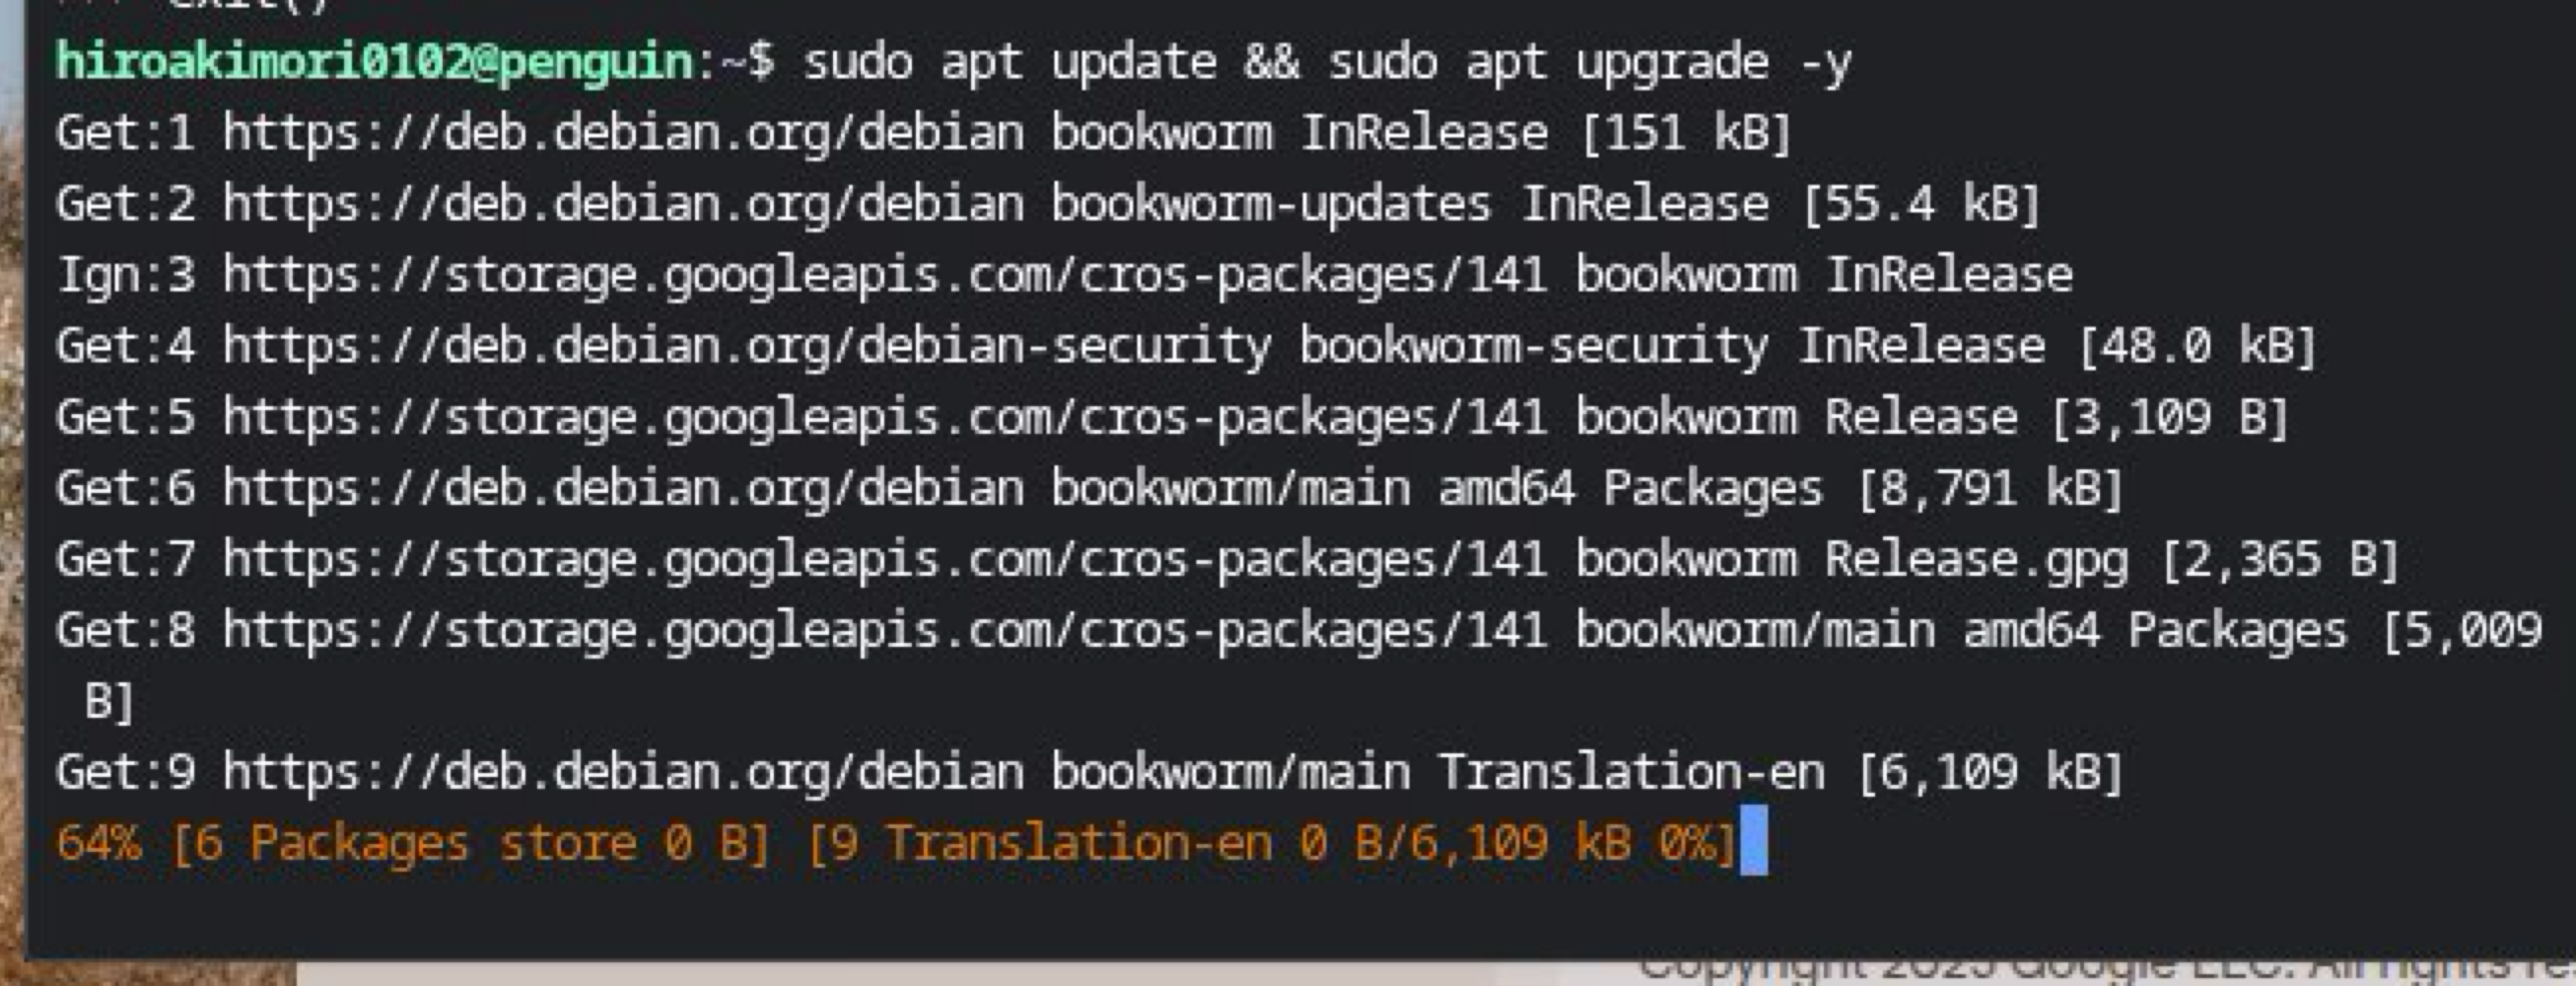 exit()
hiroakimori0102@penguin:~$ sudo apt update && sudo apt upgrade -y
Get:1 https://deb.debian.org/debian bookworm InRelease [151 kB]
Get:2 https://deb.debian.org/debian bookworm-updates InRelease [55.4 kB]
Ign:3 https://storage.googleapis.com/cros-packages/141 bookworm InRelease
Get:4 https://deb.debian.org/debian-security bookworm-security InRelease [48.0 kB]
Get:5 https://storage.googleapis.com/cros-packages/141 bookworm Release [3,109 B]
Get:6 https://deb.debian.org/debian bookworm/main amd64 Packages [8,791 kB]
Get:7 https://storage.googleapis.com/cros-packages/141 bookworm Release.gpg [2,365 B]
Get:8 https://storage.googleapis.com/cros-packages/141 bookworm/main amd64 Packages [5,009
 B]
Get:9 https://deb.debian.org/debian bookworm/main Translation-en [6,109 kB]
64% [6 Packages store 0 B] [9 Translation-en 0 B/6,109 kB 0%]
Copyright 2025 Google LLC. All rights